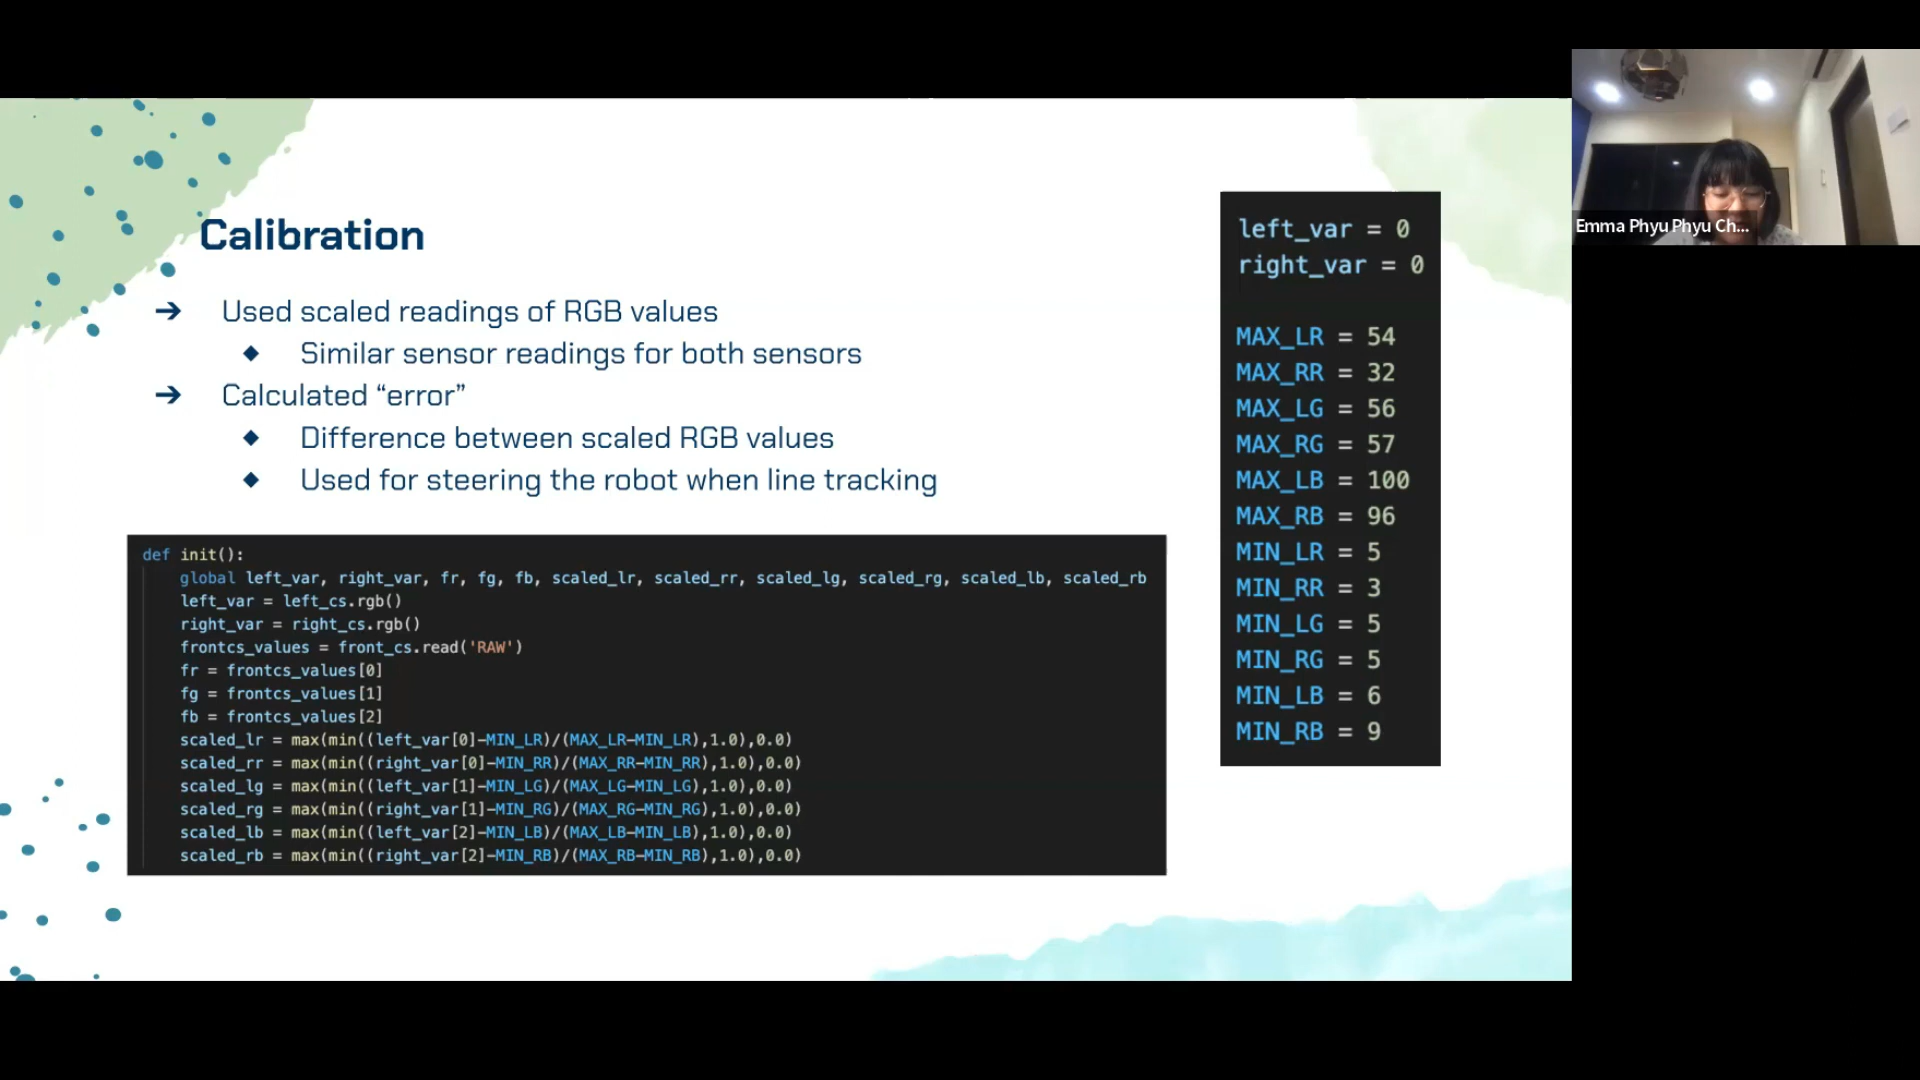 Calibration
➔ Used scaled readings of RGB values
◆ Similar sensor readings for both sensors
➔ Calculated “error”
◆ Difference between scaled RGB values
◆ Used for steering the robot when line tracking
def init():
global left_var, right_var, fr, fg, fb, scaled_lr, scaled_rr, scaled_lg, scaled_rg, scaled_lb, scaled_rb
left_var = left_cs.rgb()
right_var = right_cs.rgb()
frontcs_values = front_cs.read('RAW')
fr = frontcs_values[0]
fg = frontcs_values[1]
fb = frontcs_values[2]
scaled_lr = max(min((left_var[0]-MIN_LR)/(MAX_LR-MIN_LR),1.0),0.0)
scaled_rr = max(min((right_var[0]-MIN_RR)/(MAX_RR-MIN_RR),1.0),0.0)
scaled_lg = max(min((left_var[1]-MIN_LG)/(MAX_LG-MIN_LG),1.0),0.0)
scaled_rg = max(min((right_var[1]-MIN_RG)/(MAX_RG-MIN_RG),1.0),0.0)
scaled_lb = max(min((left_var[2]-MIN_LB)/(MAX_LB-MIN_LB),1.0),0.0)
scaled_rb = max(min((right_var[2]-MIN_RB)/(MAX_RB-MIN_RB),1.0),0.0)
left_var = 0
right_var = 0
MAX_LR = 54
MAX_RR = 32
MAX_LG = 56
MAX_RG = 57
MAX_LB = 100
MAX_RB = 96
MIN_LR = 5
MIN_RR = 3
MIN_LG = 5
MIN_RG = 5
MIN_LB = 6
MIN_RB = 9
Emma Phyu Phyu Ch...